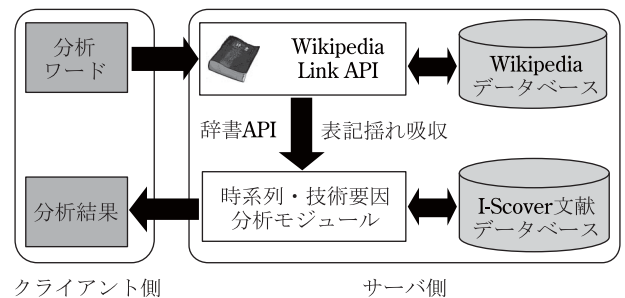 分析
ワード
Wikipedia
Link API
Wikipedia
データベース
辞書API
表記揺れ吸収
分析結果
時系列・技術要因
分析モジュール
I-Scover文献
データベース
クライアント側
サーバ側